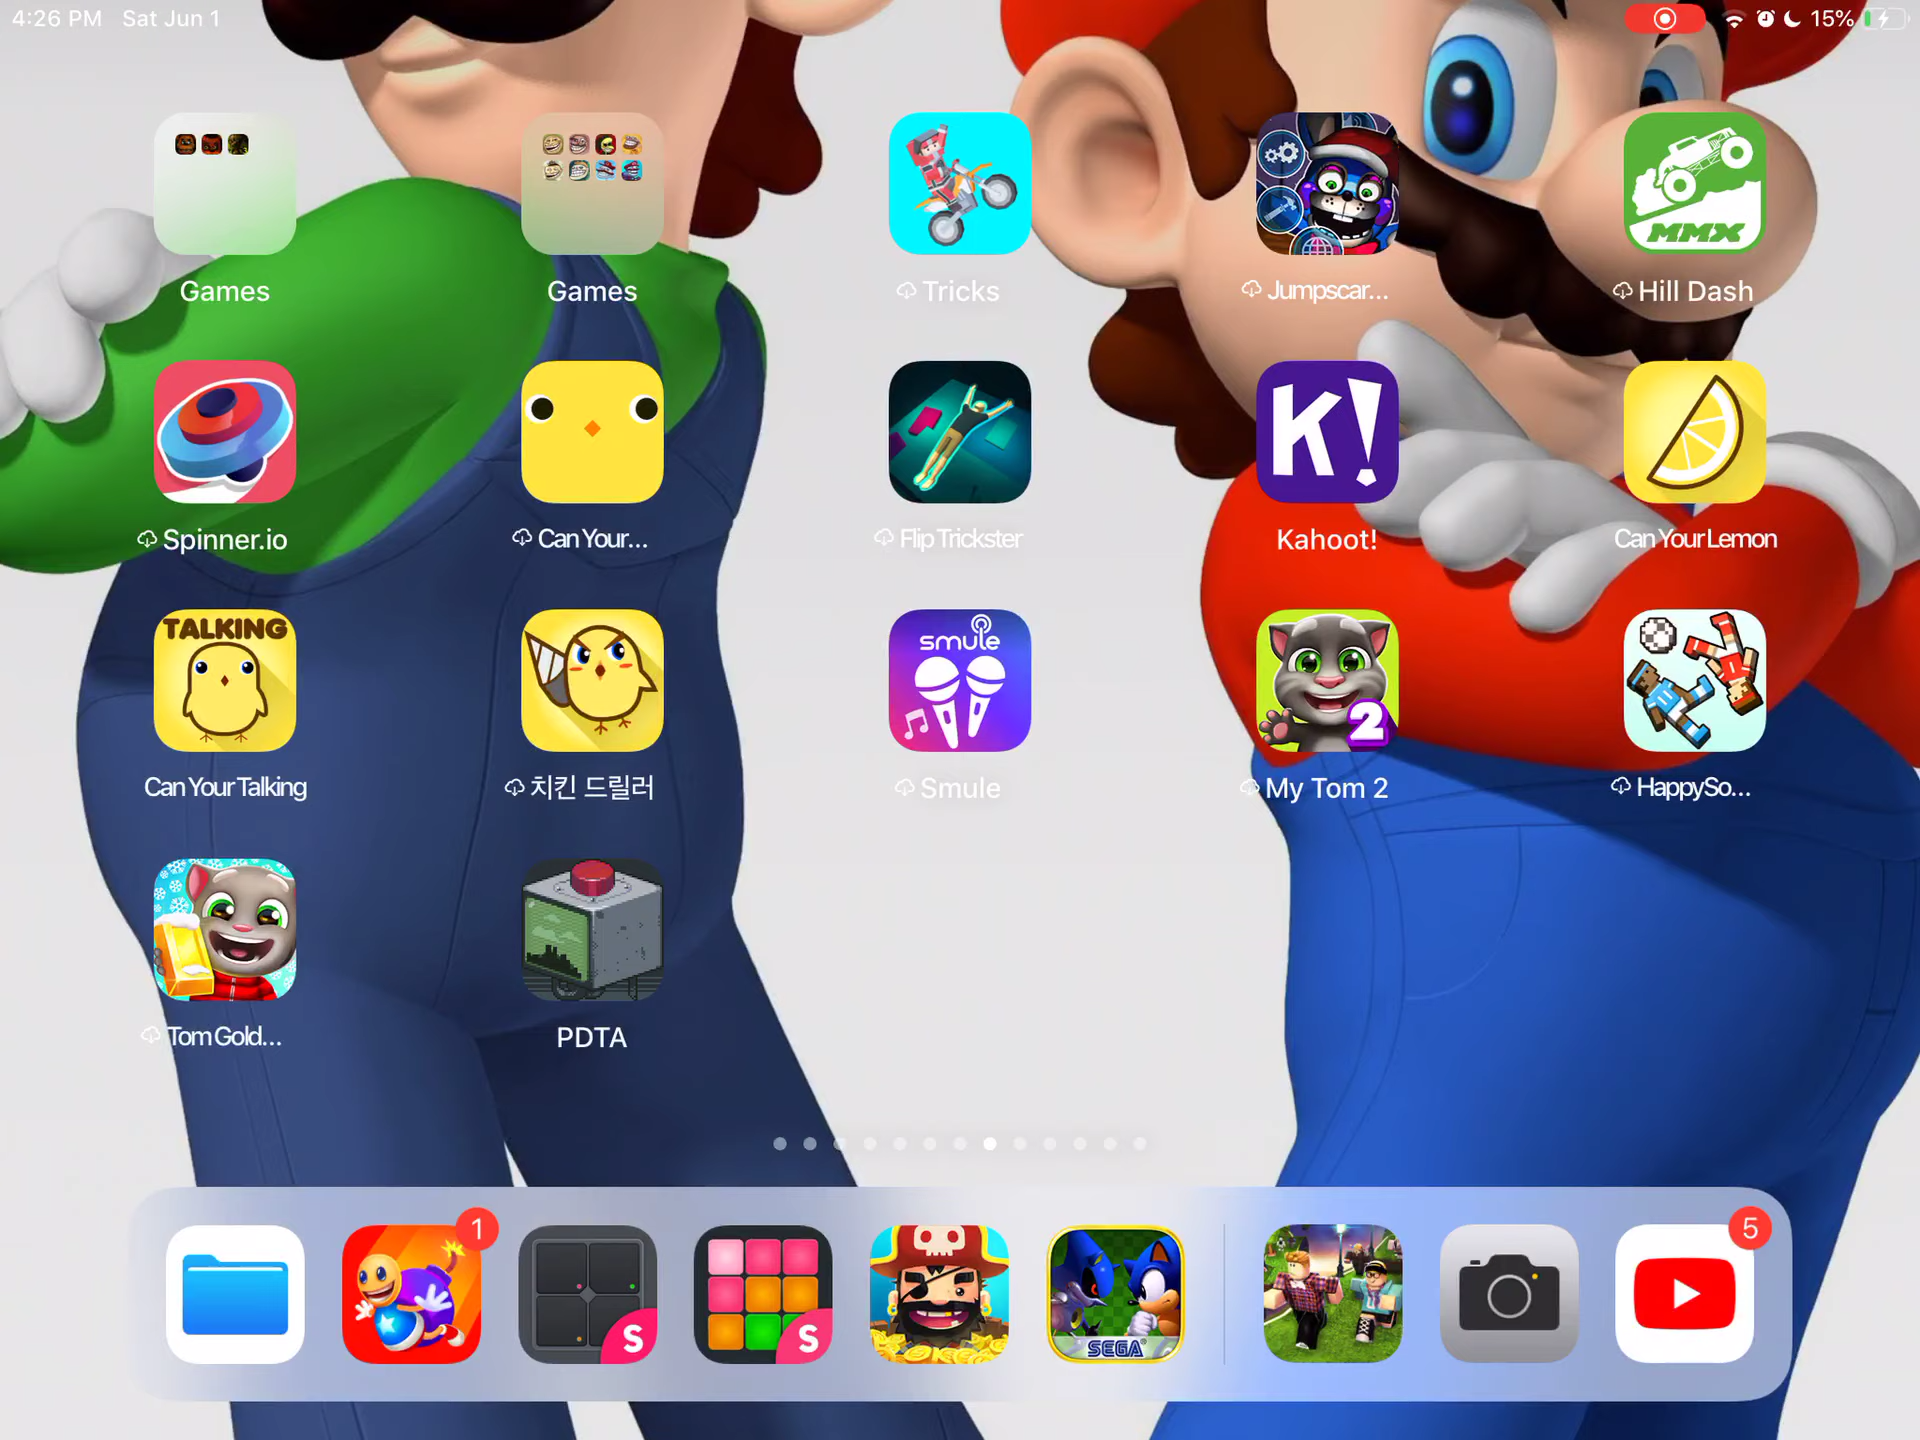 4:26 PM Sat Jun 1
15%
MMX
Games
Games
Tricks
Jumpscar...
Hill Dash
K!
Spinner.io
Can Your...
Flip Trickster
Kahoot!
Can Your Lemon
TALKING
smule
2
Can Your Talking
치킨 드릴러
Smule
My Tom 2
HappySo...
Tom Gold...
PDTA
1
5
S
S
SEGA